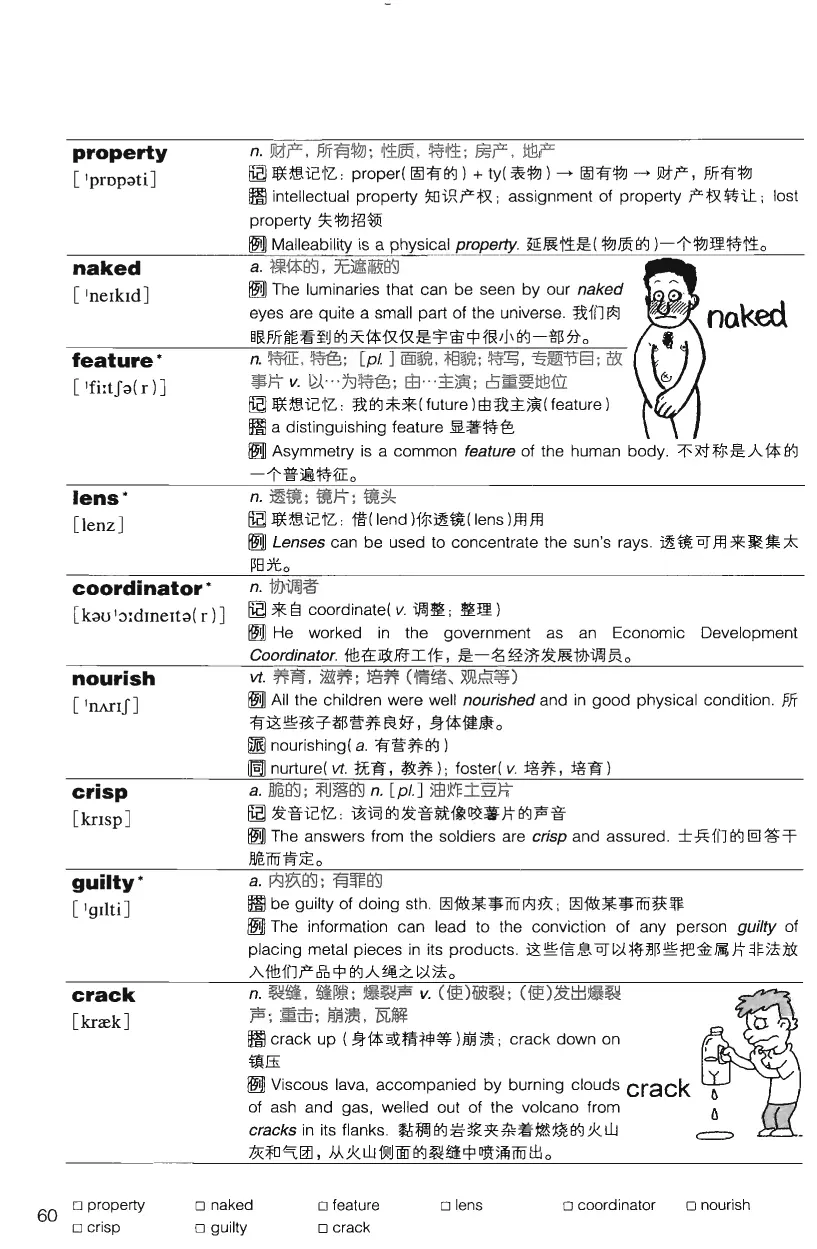 property
[ ˈprɒpəti ]
n. 财产, 所有物; 性质, 特性; 房产, 地产
记 联想记忆: proper(固有的) + ty(表物) → 固有物 → 财产, 所有物
搭 intellectual property 知识产权; assignment of property 产权转让; lost
property 失物招领
例 Malleability is a physical property. 延展性是(物质的)一个物理特性。
naked
[ ˈneɪkɪd ]
a. 裸体的, 无遮蔽的
例 The luminaries that can be seen by our naked
eyes are quite a small part of the universe. 我们肉
眼所能看到的天体仅仅是宇宙中很小的一部分。
naked
feature*
[ ˈfiːtʃə(r) ]
n. 特征, 特色; [pl. ] 面貌, 相貌; 特写, 专题节目; 故
事片 v. 以…为特色; 由…主演; 占重要地位
记 联想记忆: 我的未来(future)由我主演(feature)
搭 a distinguishing feature 显著特色
例 Asymmetry is a common feature of the human body. 不对称是人体的
一个普遍特征。
lens*
[lenz]
n. 透镜; 镜片; 镜头
记 联想记忆: 借(lend)你透镜(lens)用用
例 Lenses can be used to concentrate the sun's rays. 透镜可用来聚集太
阳光。
coordinator*
[kəʊˈɔːdɪneɪtə(r)]
n. 协调者
记 来自 coordinate(v. 调整; 整理)
例 He worked in the government as an Economic Development
Coordinator. 他在政府工作, 是一名经济发展协调员。
nourish
[ ˈnʌrɪʃ ]
vt. 养育, 滋养; 培养 (情绪、观点等)
例 All the children were well nourished and in good physical condition. 所
有这些孩子都营养良好, 身体健康。
派 nourishing(a. 有营养的)
同 nurture(vt. 抚育, 教养); foster(v. 培养, 培育)
crisp
[krɪsp]
a. 脆的; 利落的 n. [pl.] 油炸土豆片
记 发音记忆: 该词的发音就像咬薯片的声音
例 The answers from the soldiers are crisp and assured. 士兵们的回答干
脆而肯定。
guilty*
[ ˈɡɪlti ]
a. 内疚的; 有罪的
搭 be guilty of doing sth. 因做某事而内疚; 因做某事而获罪
例 The information can lead to the conviction of any person guilty of
placing metal pieces in its products. 这些信息可以将那些把金属片非法放
入他们产品中的人绳之以法。
crack
[kræk]
n. 裂缝, 缝隙; 爆裂声 v. (使)破裂; (使)发出爆裂
声; 重击; 崩溃, 瓦解
搭 crack up (身体或精神等)崩溃; crack down on
镇压
例 Viscous lava, accompanied by burning clouds
of ash and gas, welled out of the volcano from
cracks in its flanks. 黏稠的岩浆夹杂着燃烧的火山
灰和气团, 从火山侧面的裂缝中喷涌而出。
crack
60
□ property □ naked □ feature □ lens □ coordinator □ nourish
□ crisp □ guilty □ crack